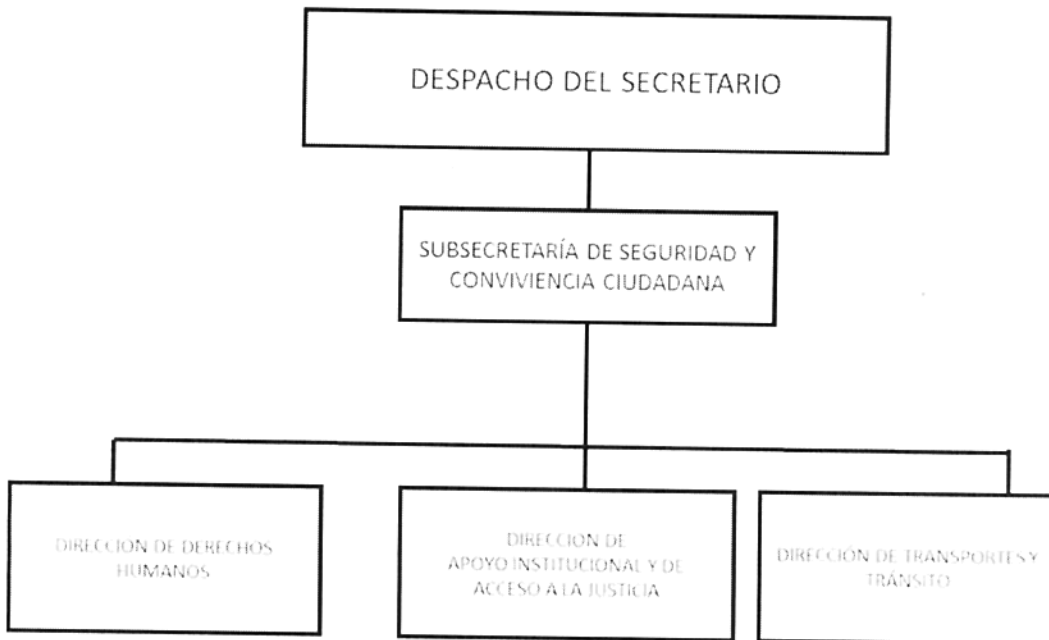 DESPACHO DEL SECRETARIO
SUBSECRETARÍA DE SEGURIDAD Y
CONVIVIENCIA CIUDADANA
DIRECCION DE DERECHOS
HUMANOS
DIRECCION DE
APOYO INSTITUCIONAL Y DE
ACCESO A LA JUSTICIA
DIRECCIÓN DE TRANSPORTES Y
TRÁNSITO